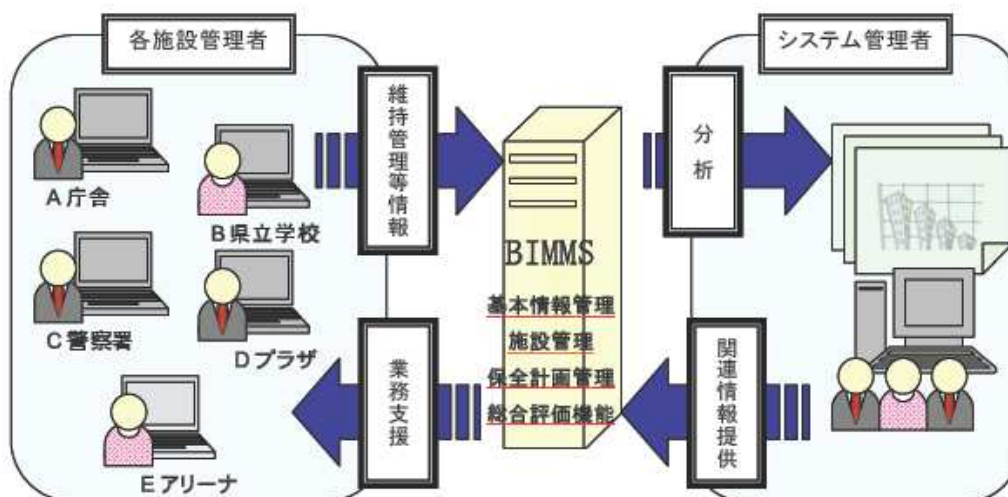 各施設管理者
システム管理者
維持管理等情報
分析
A庁舎
B県立学校
C警察署
Dプラザ
Eアリーナ
BIMMS
基本情報管理
施設管理
保全計画管理
総合評価機能
業務支援
関連情報提供